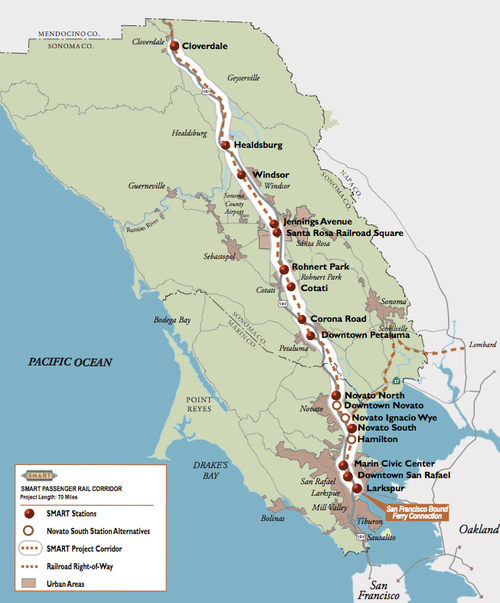 MENDOCINO CO.
SONOMA CO.
Cloverdale
Cloverdale
Geyserville
101
Healdsburg
Healdsburg
Windsor
Windsor
Guerneville
Sonoma
County
Airport
NAPA CO.
SONOMA CO.
Russian River
Jennings Avenue
Santa Rosa Railroad Square
Santa Rosa
Sebastopol
Rohnert Park
Rohnert Park
Cotati
Cotati
101
Sonoma
Corona Road
Schellville
Downtown Petaluma
Petaluma
Lombard
Bodega Bay
SONOMA CO.
MARIN CO.
PACIFIC OCEAN
37
Novato North
Downtown Novato
Novato
Novato Ignacio Wye
Novato South
Hamilton
POINT
REYES
DRAKE'S
BAY
Marin Civic Center
Downtown San Rafael
San Rafael
Larkspur
Larkspur
Mill Valley
San Francisco Bound
Ferry Connection
Bolinas
Tiburon
Sausalito
101
Oakland
San
Francisco
SMART
SMART PASSENGER RAIL CORRIDOR
Project Length: 70 Miles
SMART Stations
Novato South Station Alternatives
SMART Project Corridor
Railroad Right-of-Way
Urban Areas